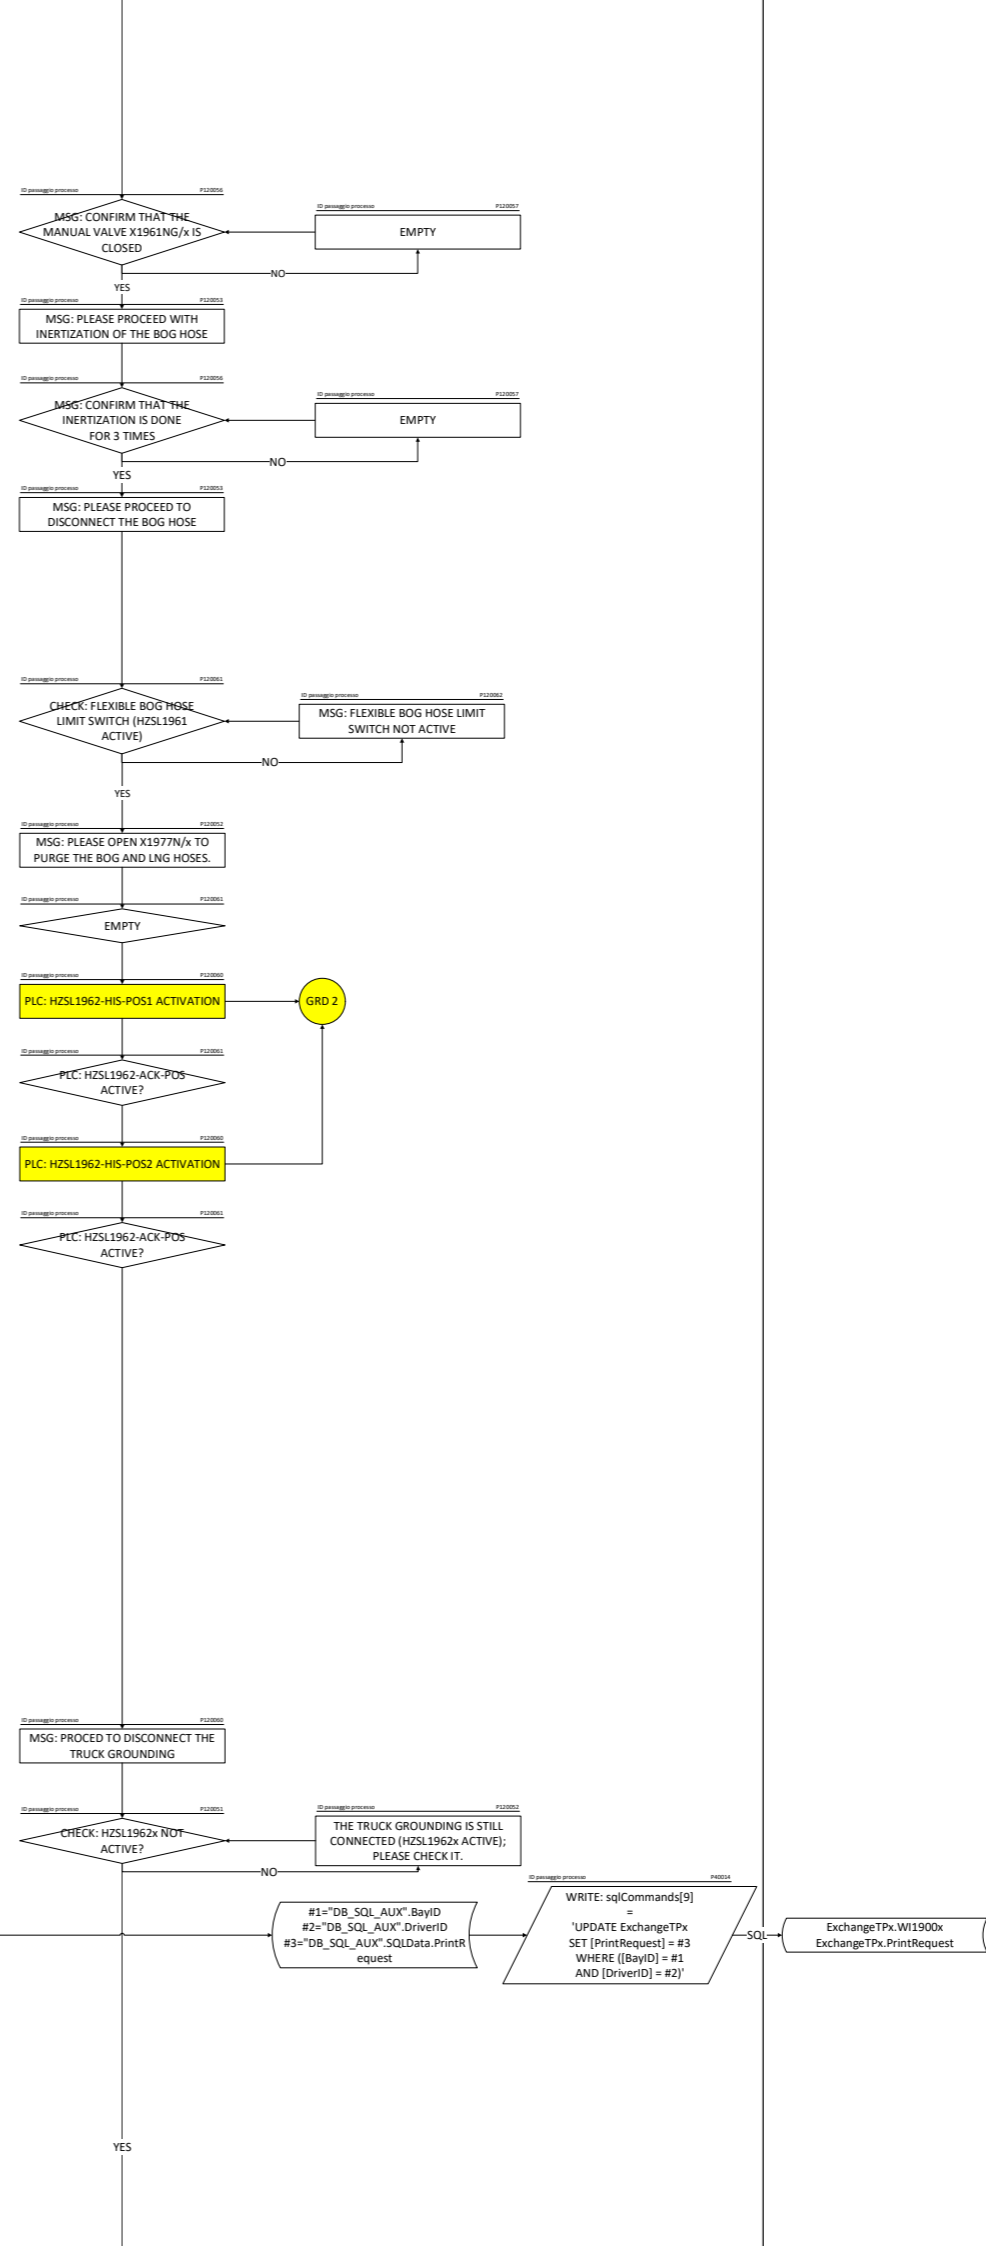 ID passaggio processo P120056
MSG: CONFIRM THAT THE
MANUAL VALVE X1961NG/x IS
CLOSED
ID passaggio processo P120057
EMPTY
NO
YES
ID passaggio processo P120053
MSG: PLEASE PROCEED WITH
INERTIZATION OF THE BOG HOSE
ID passaggio processo P120056
MSG: CONFIRM THAT THE
INERTIZATION IS DONE
FOR 3 TIMES
ID passaggio processo P120057
EMPTY
NO
YES
ID passaggio processo P120053
MSG: PLEASE PROCEED TO
DISCONNECT THE BOG HOSE
ID passaggio processo P120061
CHECK: FLEXIBLE BOG HOSE
LIMIT SWITCH (HZSL1961
ACTIVE)
ID passaggio processo P120062
MSG: FLEXIBLE BOG HOSE LIMIT
SWITCH NOT ACTIVE
NO
YES
ID passaggio processo P120052
MSG: PLEASE OPEN X1977N/x TO
PURGE THE BOG AND LNG HOSES.
ID passaggio processo P120061
EMPTY
ID passaggio processo P120060
PLC: HZSL1962-HIS-POS1 ACTIVATION
GRD 2
ID passaggio processo P120061
PLC: HZSL1962-ACK-POS
ACTIVE?
ID passaggio processo P120060
PLC: HZSL1962-HIS-POS2 ACTIVATION
ID passaggio processo P120061
PLC: HZSL1962-ACK-POS
ACTIVE?
ID passaggio processo P120060
MSG: PROCED TO DISCONNECT THE
TRUCK GROUNDING
ID passaggio processo P120051
CHECK: HZSL1962x NOT
ACTIVE?
ID passaggio processo P120052
THE TRUCK GROUNDING IS STILL
CONNECTED (HZSL1962x ACTIVE);
PLEASE CHECK IT.
NO
#1="DB_SQL_AUX".BayID
#2="DB_SQL_AUX".DriverID
#3="DB_SQL_AUX".SQLData.PrintR
equest
ID passaggio processo P40014
WRITE: sqlCommands[9]
=
'UPDATE ExchangeTPx
SET [PrintRequest] = #3
WHERE ([BayID] = #1
AND [DriverID] = #2)'
SQL
ExchangeTPx.WI1900x
ExchangeTPx.PrintRequest
YES